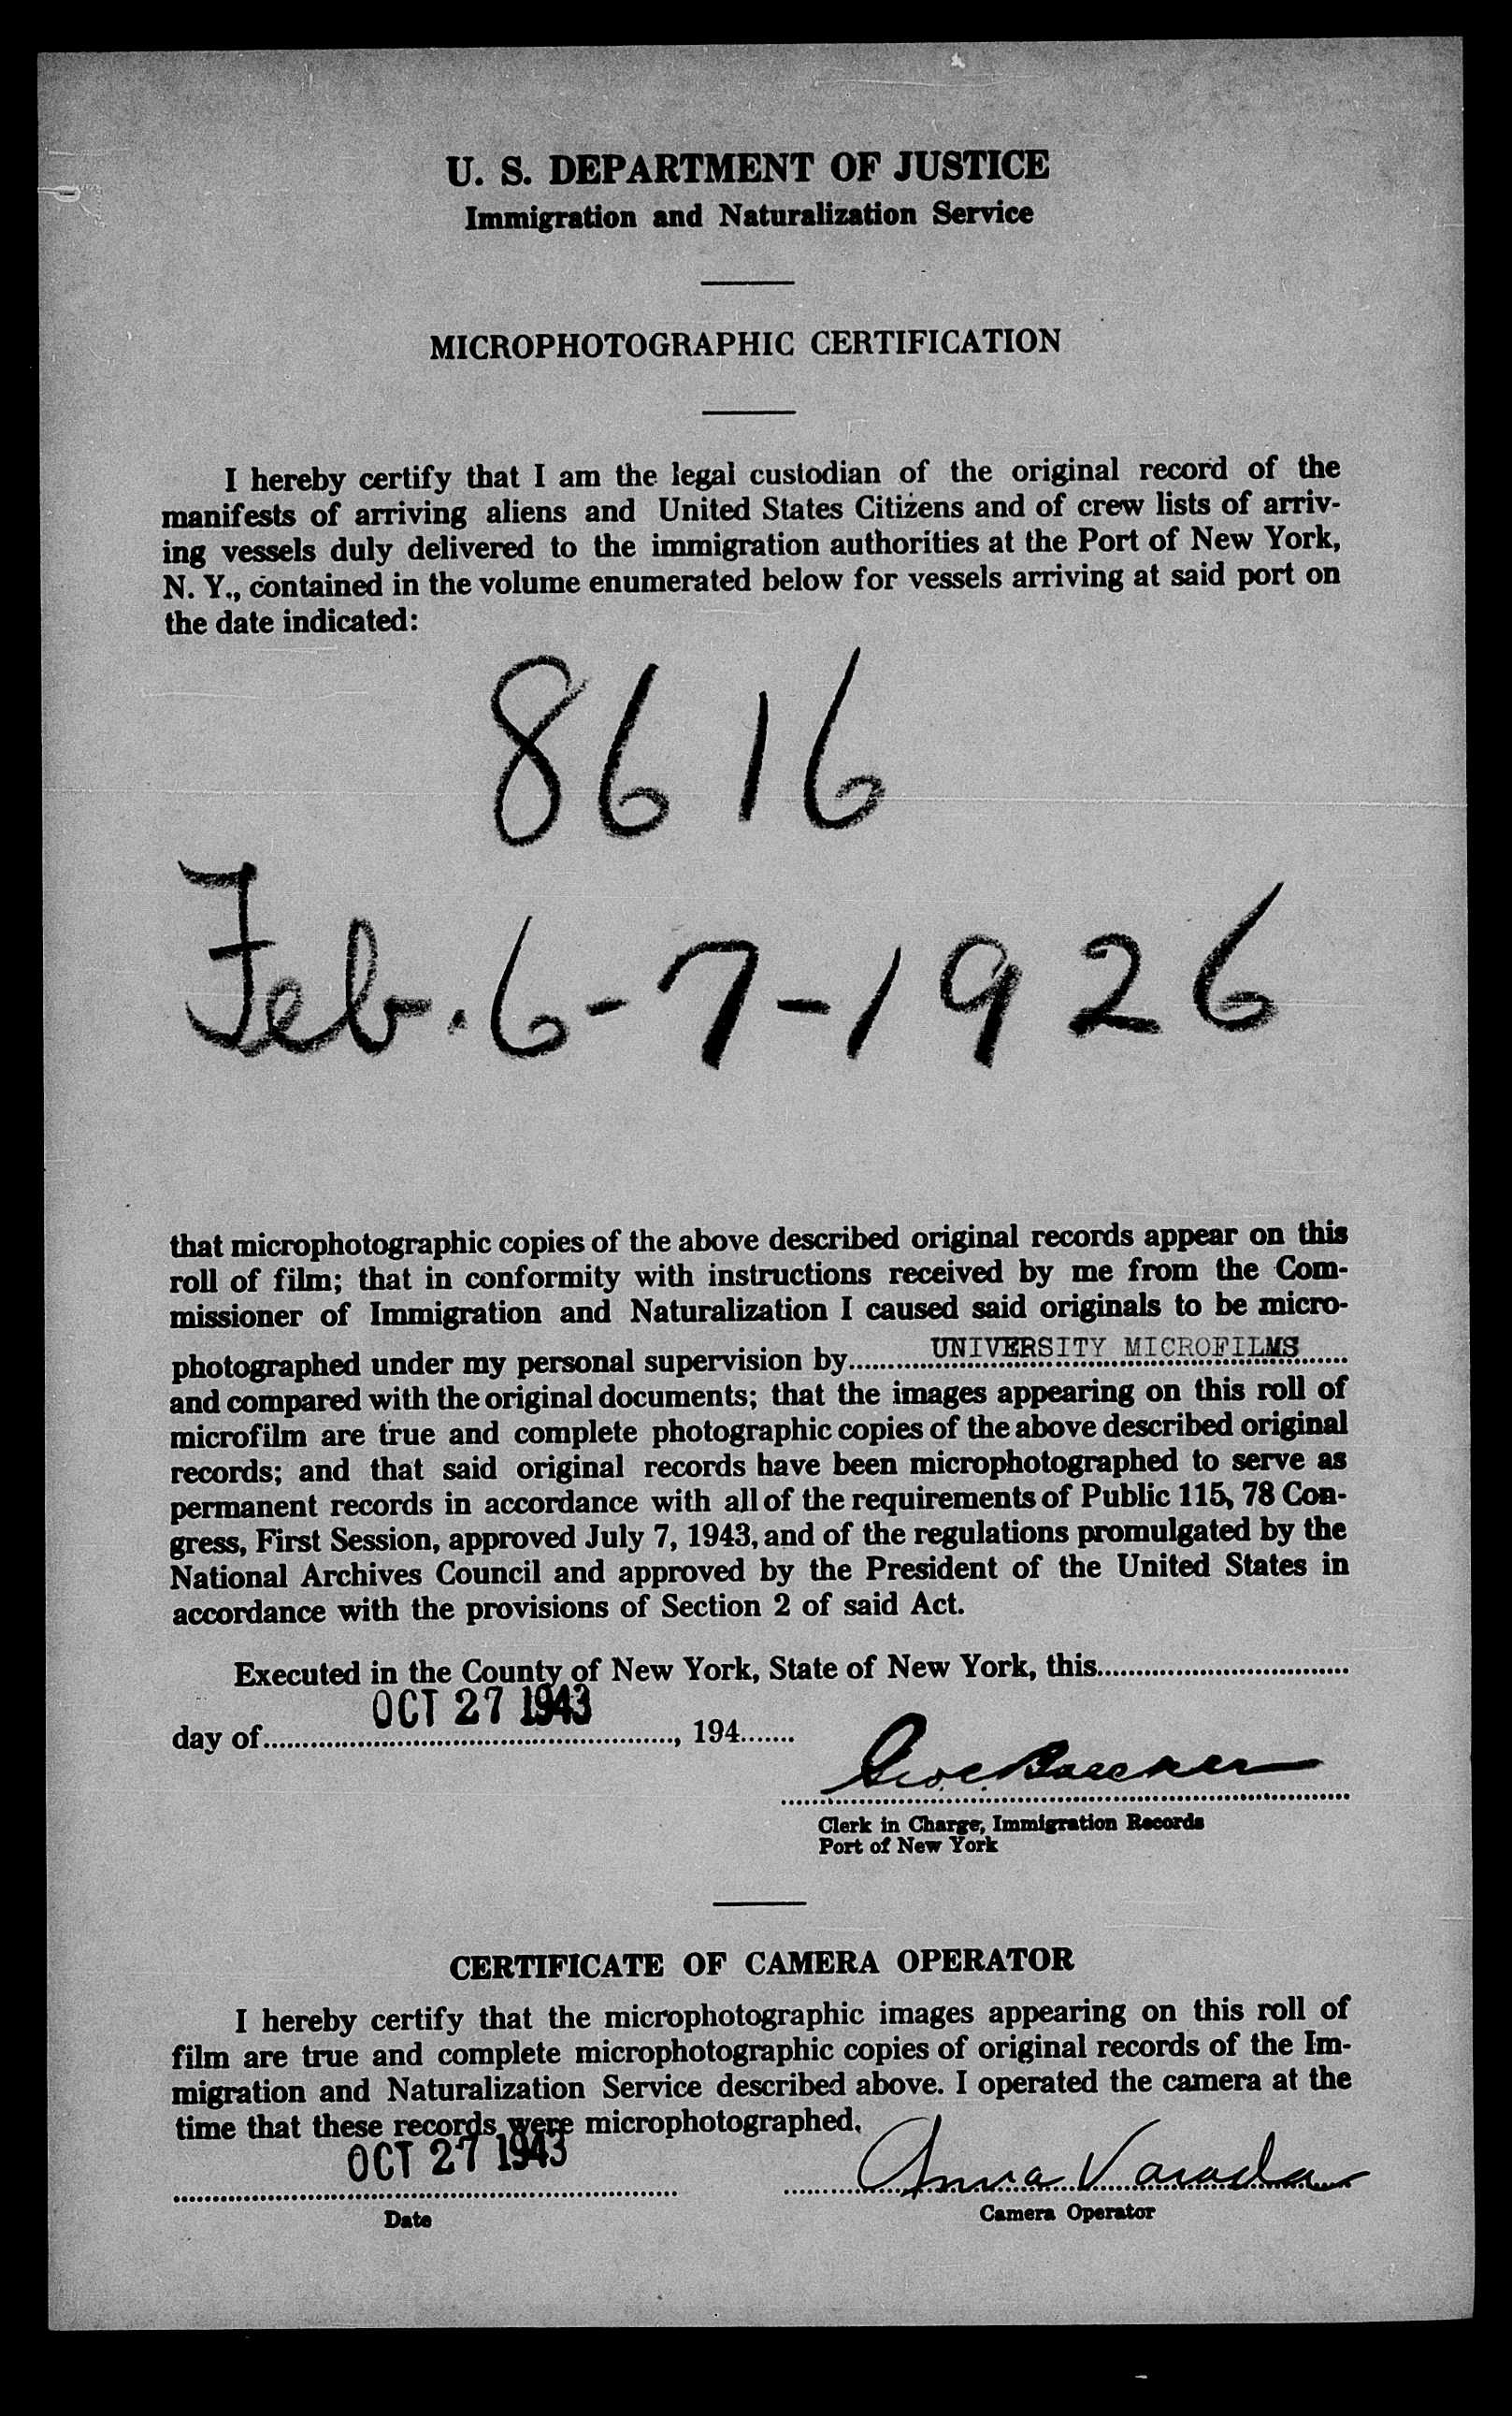 U. S. DEPARTMENT OF JUSTICE
Immigration and Naturalization Service
MICROPHOTOGRAPHIC CERTIFICATION
I hereby certify that I am the legal custodian of the original record of the
manifests of arriving aliens and United States Citizens and of crew lists of arriv-
ing vessels duly delivered to the immigration authorities at the Port of New York,
N. Y., contained in the volume enumerated below for vessels arriving at said port on
the date indicated:
8616
Feb. 6-7-1926
that microphotographic copies of the above described original records appear on this
roll of film; that in conformity with instructions received by me from the Com-
missioner of Immigration and Naturalization I caused said originals to be micro-
photographed under my personal supervision by UNIVERSITY MICROFILMS
and compared with the original documents; that the images appearing on this roll of
microfilm are true and complete photographic copies of the above described original
records; and that said original records have been microphotographed to serve as
permanent records in accordance with all of the requirements of Public 115, 78 Con-
gress, First Session, approved July 7, 1943, and of the regulations promulgated by the
National Archives Council and approved by the President of the United States in
accordance with the provisions of Section 2 of said Act.
Executed in the County of New York, State of New York, this
OCT 27 1943
day of, 194
Clerk in Charge, Immigration Records
Port of New York
CERTIFICATE OF CAMERA OPERATOR
I hereby certify that the microphotographic images appearing on this roll of
film are true and complete microphotographic copies of original records of the Im-
migration and Naturalization Service described above. I operated the camera at the
time that these records were microphotographed.
OCT 27 1943
Anna Varada
Date
Camera Operator